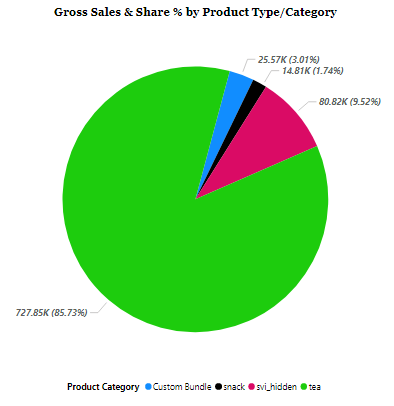 Gross Sales & Share % by Product Type/Category
25.57K (3.01%)
14.81K (1.74%)
80.82K (9.52%)
727.85K (85.73%)
Product Category Custom Bundle snack svi_hidden tea